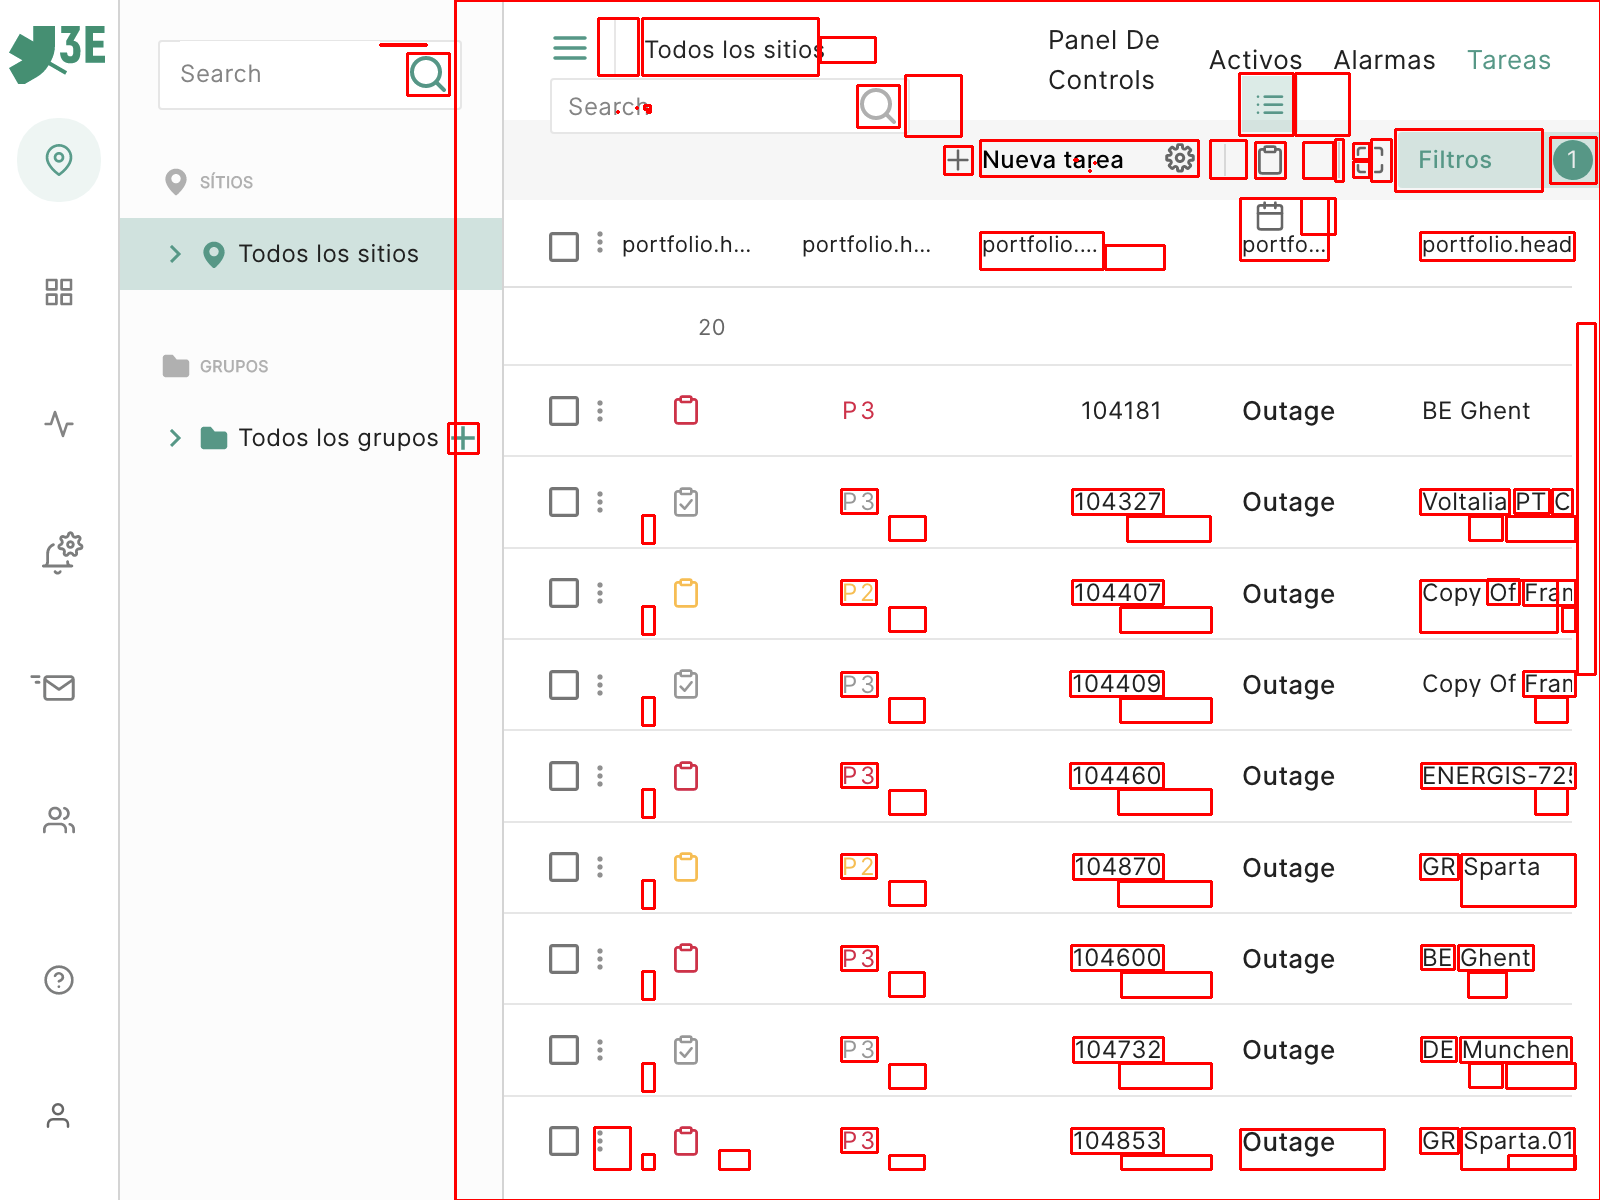 3E
Search
SÍTIOS
Todos los sitios
GRUPOS
Todos los grupos
Todos los sitios
Panel De
Controls
Activos
Alarmas
Tareas
Search
Nueva tarea
Filtros
1
portfolio.h... portfolio.h... portfolio.... portfo... portfolio.head
20
P3 104181 Outage BE Ghent
P3 104327 Outage Voltalia PT C
P2 104407 Outage Copy Of Fran
P3 104409 Outage Copy Of Fran
P3 104460 Outage ENERGIS-725
P2 104870 Outage GR Sparta
P3 104600 Outage BE Ghent
P3 104732 Outage DE Munchen
P3 104853 Outage GR Sparta.01